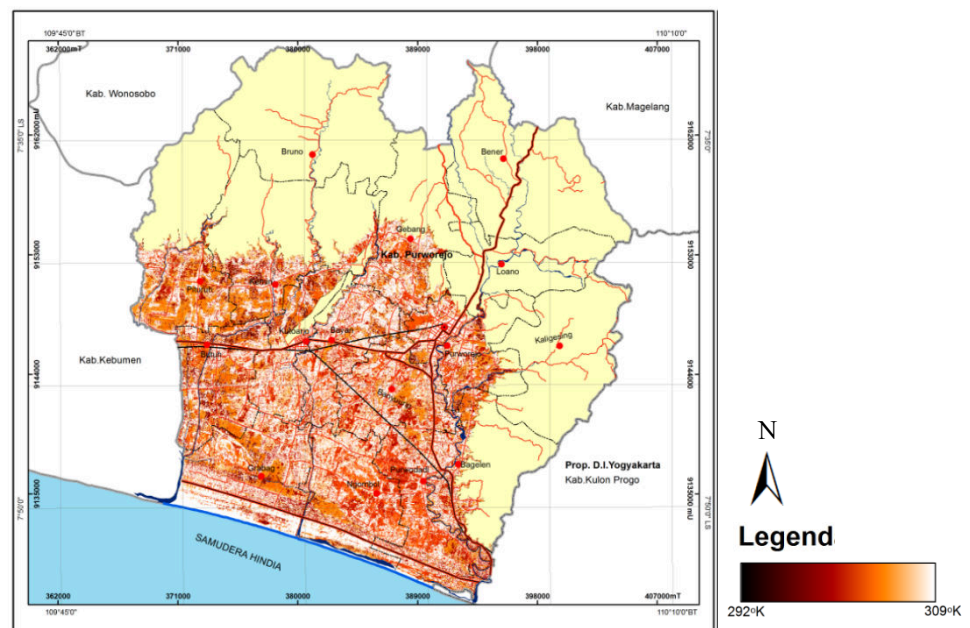 109°45'0"BT
110°10'0"
362000mT
371000
380000
389000
398000
407000
Kab. Wonosobo
Kab.Magelang
9162000mU
7°35'0" LS
9162000
7°35'0"
Bruno
Bener
Gebang
Kab. Purworejo
9153000
9153000
Loano
Pituruh
Kemiri
Kutoarjo
Bayan
Butuh
Purworejo
Kaligesing
Kab.Kebumen
9144000
9144000
Banyuurip
Bagelen
Prop. D.I.Yogyakarta
Kab.Kulon Progo
Grabag
Purwodadi
Ngombol
9135000
7°50'0"
9135000 mU
7°50'0" LS
SAMUDERA HINDIA
362000
371000
380000
389000
398000
407000mT
109°45'0"
110°10'0"BT
N
Legend
292°K
309°K